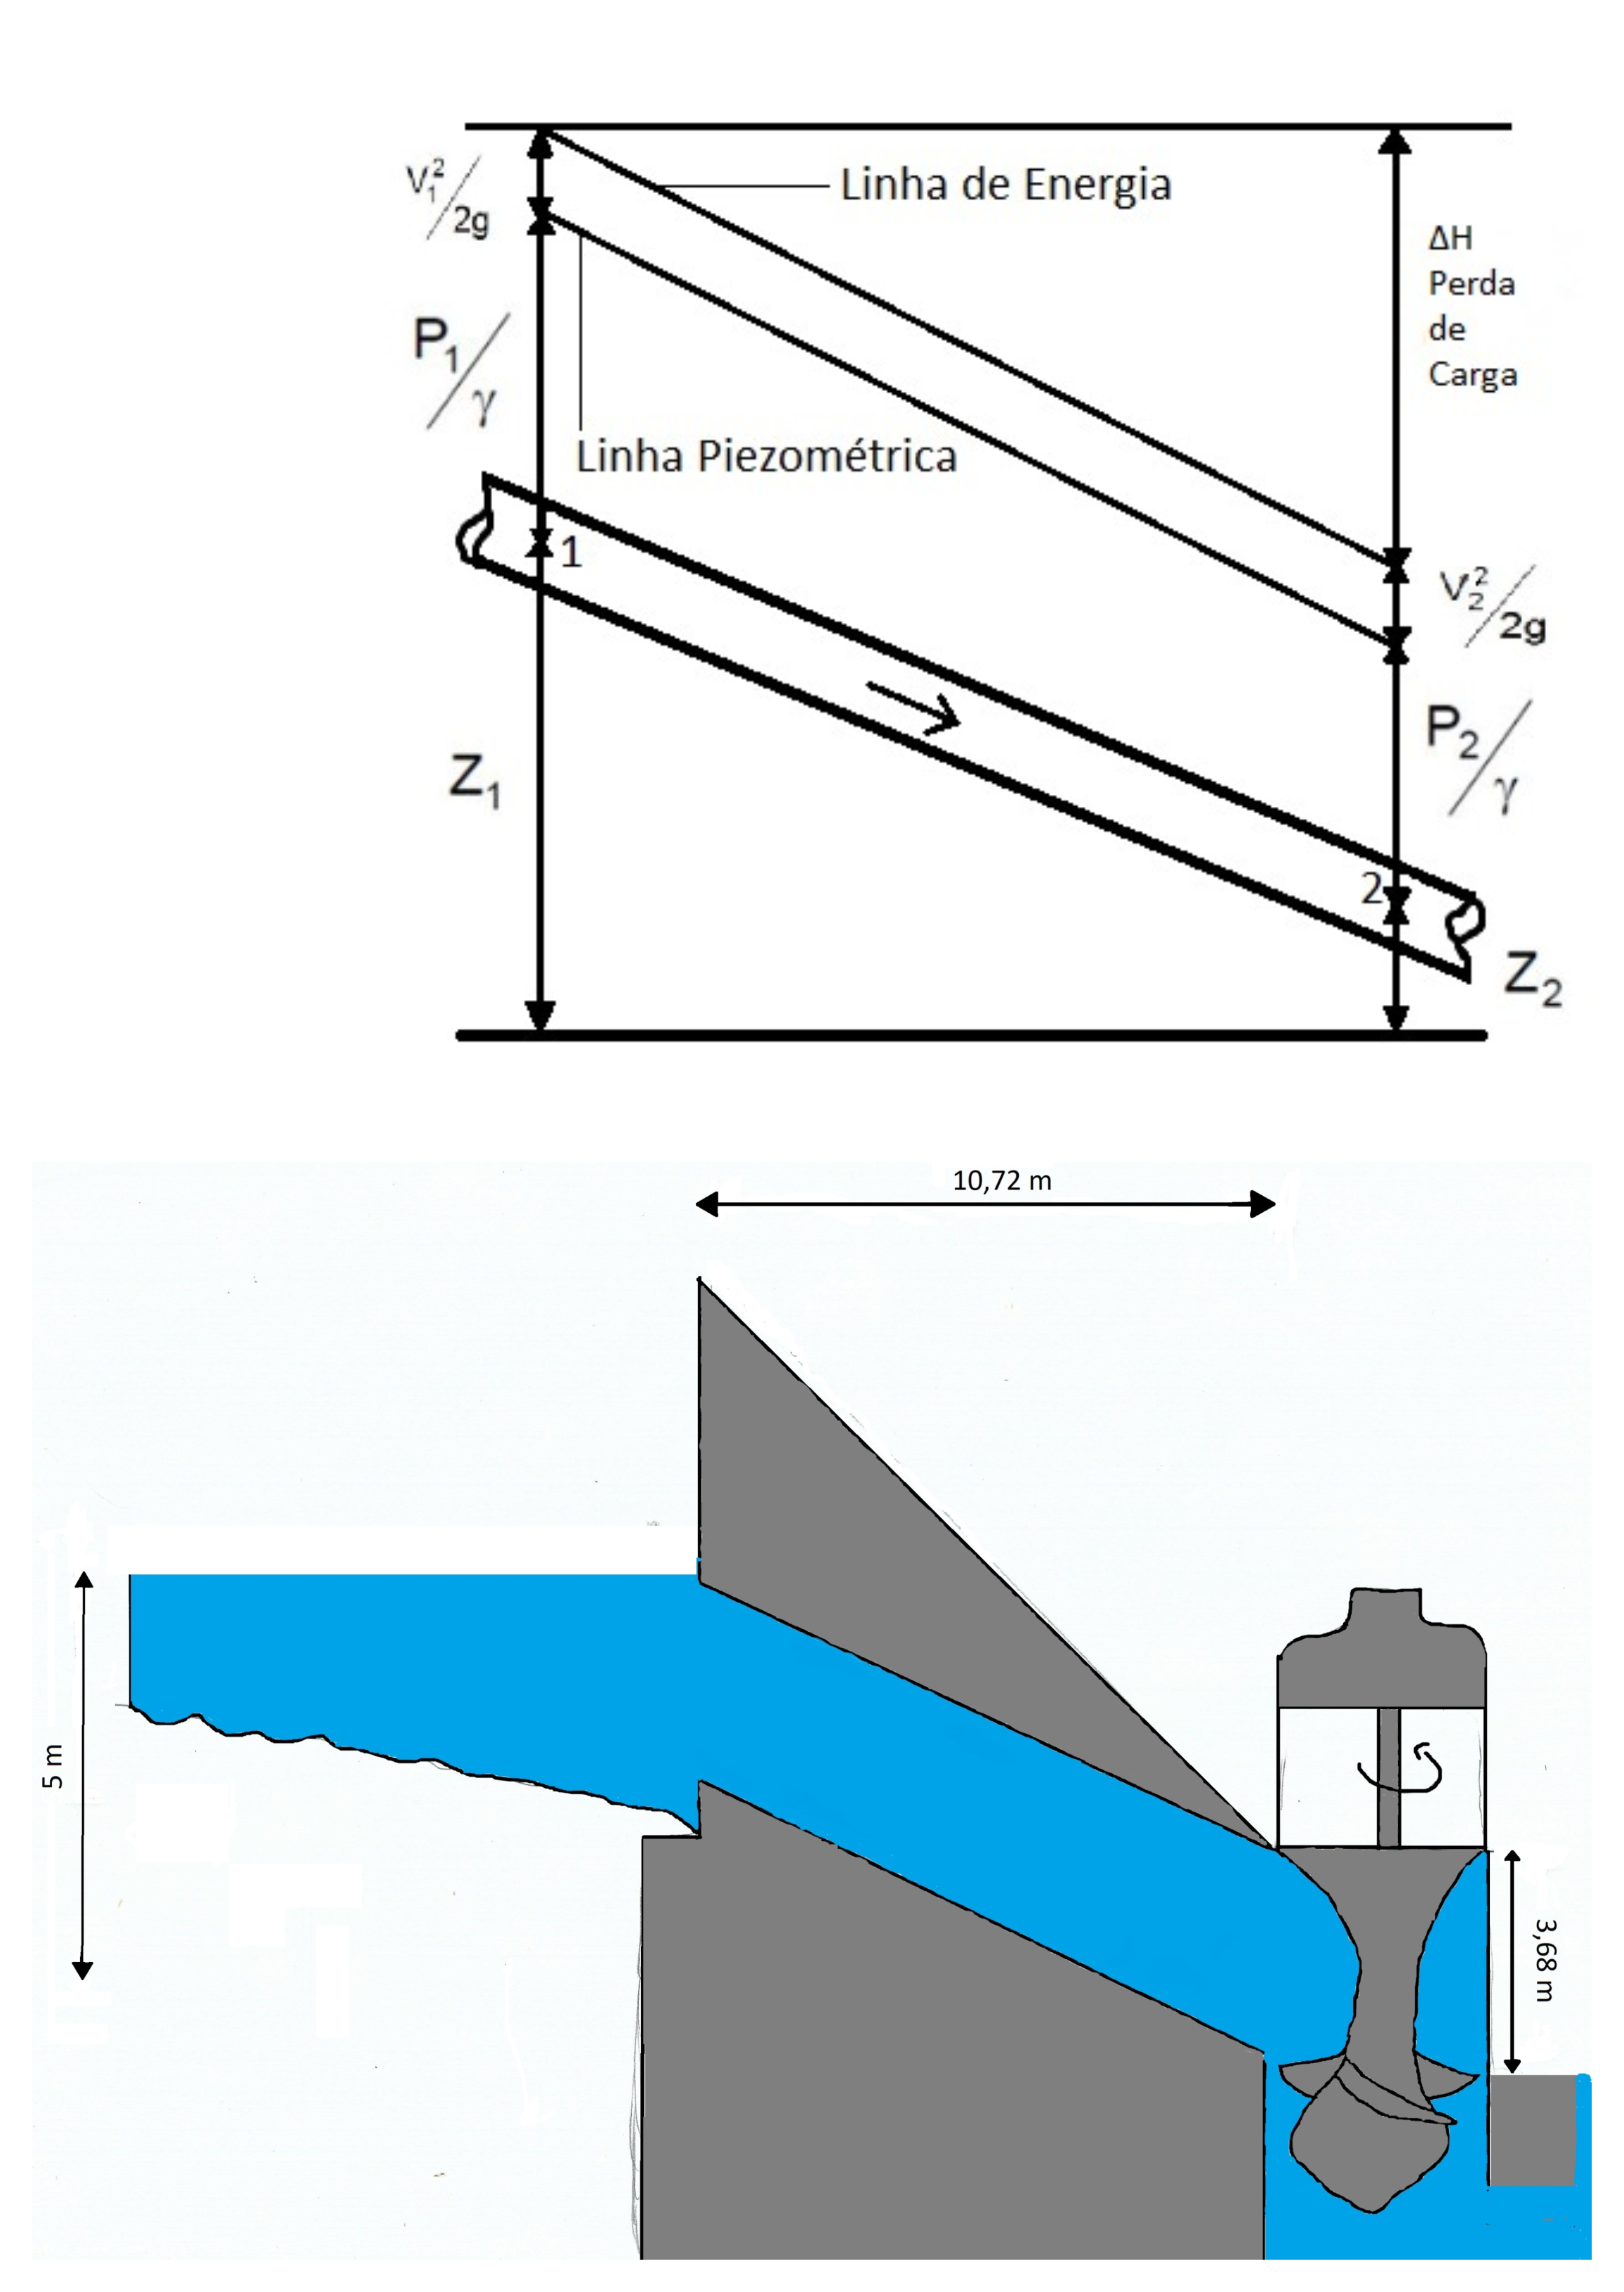 V₁²/2g
Linha de Energia
ΔH
Perda
de
Carga
P₁/γ
Linha Piezométrica
1
V₂²/2g
P₂/γ
Z₁
2
Z₂
10,72 m
5 m
3,68 m